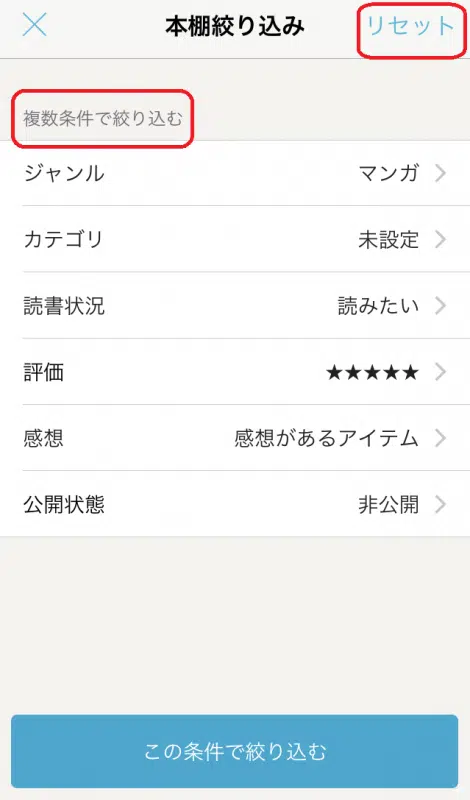 本棚絞り込み リセット
複数条件で絞り込む
ジャンル マンガ
カテゴリ 未設定
読書状況 読みたい
評価 ★★★★★
感想 感想があるアイテム
公開状態 非公開
この条件で絞り込む